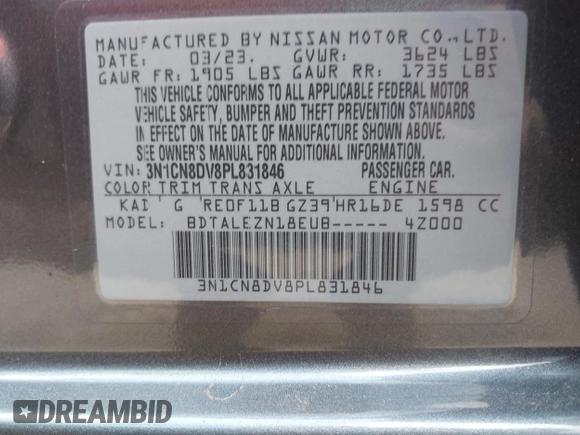 MANUFACTURED BY NISSAN MOTOR CO., LTD.
DATE: 03/23. GVWR: 3624 LBS
GAWR FR: 1905 LBS GAWR RR: 1735 LBS
THIS VEHICLE CONFORMS TO ALL APPLICABLE FEDERAL MOTOR
VEHICLE SAFETY, BUMPER AND THEFT PREVENTION STANDARDS
IN EFFECT ON THE DATE OF MANUFACTURE SHOWN ABOVE.
SEE OWNER'S MANUAL FOR ADDITIONAL INFORMATION.
VIN: 3N1CN8DV8PL831846 PASSENGER CAR.
COLOR TRIM TRANS AXLE ENGINE
KAD G RE0F11B GZ39 HR16DE 1598 CC
MODEL: BDTALEZN18EUB----- 4Z000
3N1CN8DV8PL831846
DREAMBID